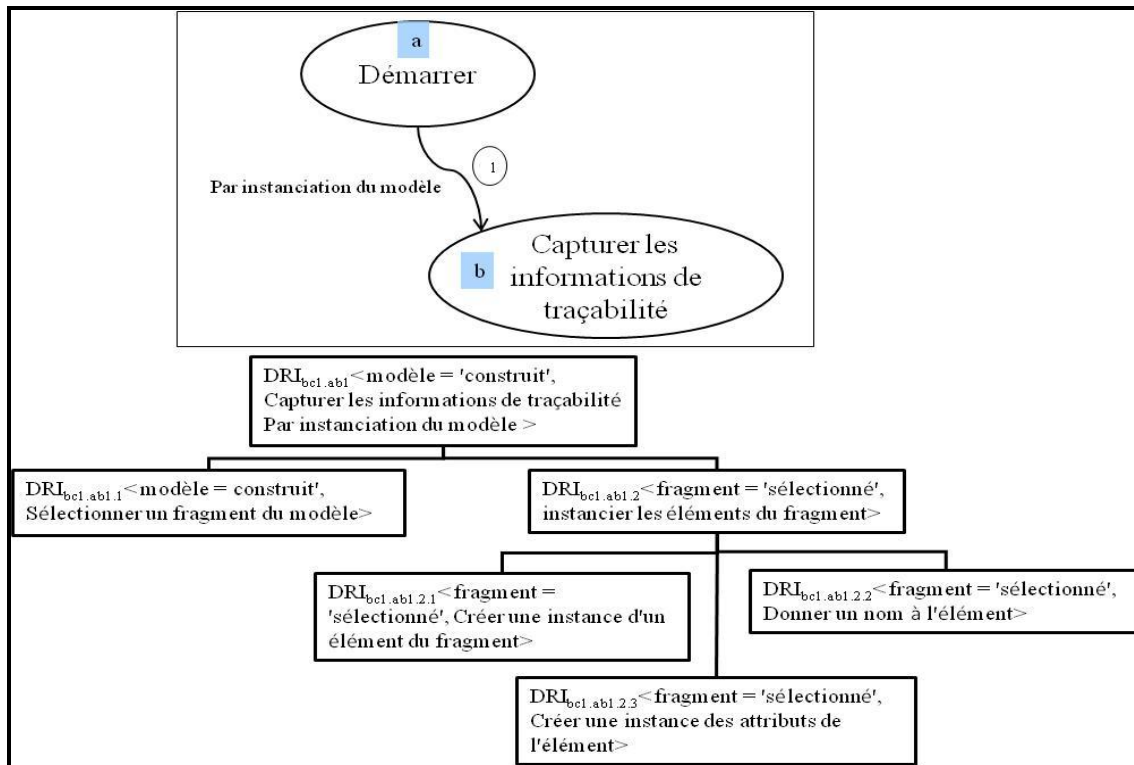 a
Démarrer
1
Par instanciation du modèle
Capturer les
b
informations de
traçabilité
DRIbc1.ab1<modèle = 'construit',
Capturer les informations de traçabilité
Par instanciation du modèle >
DRIbc1.ab1.1<modèle = construit',
Sélectionner un fragment du modèle>
DRIbc1.ab1.2<fragment = 'sélectionné',
instancier les éléments du fragment>
DRIbc1.ab1.2.1<fragment =
'sélectionné', Créer une instance d'un
élément du fragment>
DRIbc1.ab1.2.2<fragment = 'sélectionné',
Donner un nom à l'élément>
DRIbc1.ab1.2.3<fragment = 'sélectionné',
Créer une instance des attributs de
l'élément>